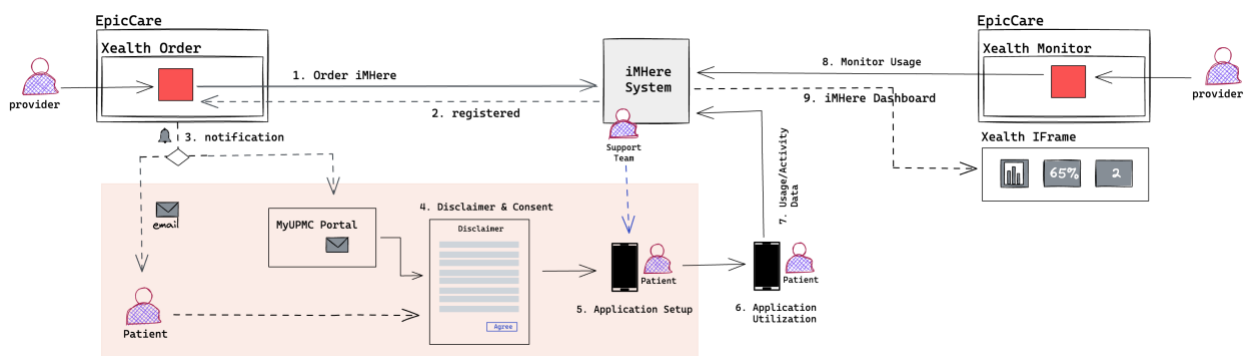 EpicCare
Xealth Order
provider
1. Order iMHere
2. registered
3. notification
iMHere
System
Support
Team
EpicCare
Xealth Monitor
provider
8. Monitor Usage
9. iMHere Dashboard
Xealth IFrame
65%
2
email
Patient
MyUPMC Portal
4. Disclaimer & Consent
Disclaimer
Agree
Patient
5. Application Setup
Patient
6. Application
Utilization
7. Usage/Activity
Data